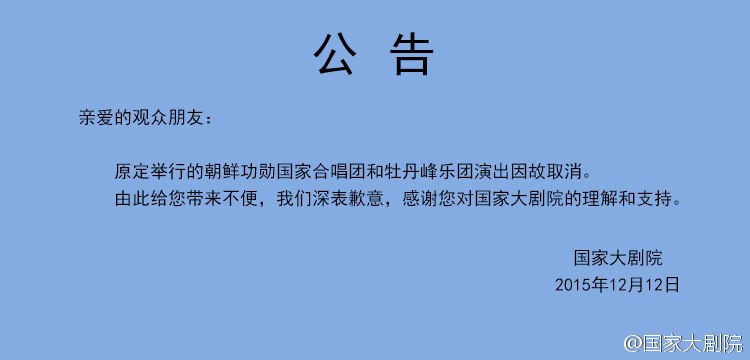 公 告
亲爱的观众朋友：
原定举行的朝鲜功勋国家合唱团和牡丹峰乐团演出因故取消。
由此给您带来不便，我们深表歉意，感谢您对国家大剧院的理解和支持。
国家大剧院
2015年12月12日
@国家大剧院